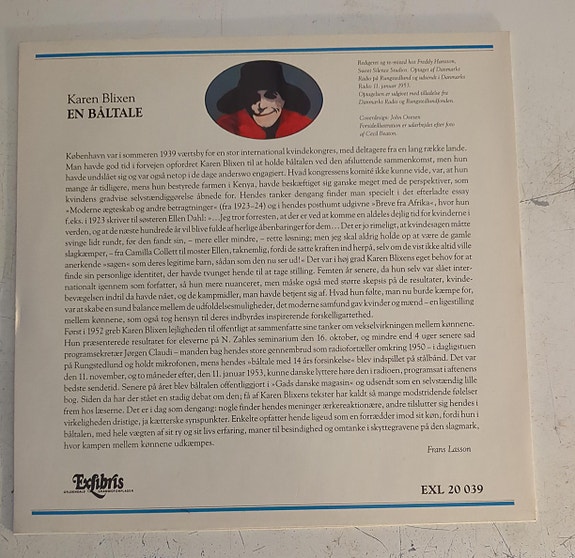 Karen Blixen
EN BÅLTALE
Redigeret og re-mixed hos Freddy Hansson,
Sweet Silence Studios. Optaget af Danmarks
Radio på Rungstedlund og udsendt i Danmarks
Radio 11. januar 1953.
Optagelsen er udgivet med tilladelse fra
Danmarks Radio og Rungstedlundfonden.
Coverdesign: John Ovesen
Forsideillustration er udarbejdet efter foto
af Cecil Beaton
København var i sommeren 1939 værtsby for en stor international kvindekongres, med deltagere fra en lang række lande.
Man havde god tid i forvejen opfordret Karen Blixen til at holde båltalen ved den afsluttende sammenkomst, men hun
havde undslået sig og var også netop i de dage andenwo engageret. Hvad kongressens komité ikke kunne vide, var, at hun
mange år tidligere, mens hun bestyrede farmen i Kenya, havde beskæftiget sig ganske meget med de perspektiver, som
kvindens gradvise selvstændiggørelse åbnede for. Hendes tanker dengang finder man specielt i det efterladte essay
»Moderne ægteskab og andre betragtninger« (fra 1923-24) og i hendes posthumt udgivne »Breve fra Afrika«, hvor hun
f.eks. i 1923 skriver til søsteren Ellen Dahl: »...Jeg tror forresten, at der er ved at komme en aldeles dejlig tid for kvinderne i
verden, og at de næste hundrede år vil blive fulde af herlige åbenbaringer for dem... Det er jo rimeligt, at kvindesagen måtte
svinge lidt rundt, før den fandt sin, – mere eller mindre, – rette løsning; men jeg skal aldrig holde op at være de gamle
slagkæmper, – fra Camilla Collett til moster Ellen, taknemlig, fordi de satte kraften ind herpå, selv om de vist ikke altid ville
anerkende »sagen« som deres legitime barn, sådan som den nu ser ud!« Det var i høj grad Karen Blixens eget behov for at
finde sin personlige identitet, der havde tvunget hende til at tage stilling. Femten år senere, da hun selv var slået inter-
nationalt igennem som forfatter, så hun mere nuanceret, men måske også med større skepsis på de resultater, kvinde-
bevægelsen indtil da havde nået, og de kampmidler, man havde betjent sig af. Hvad hun følte, man nu burde kæmpe for,
var at skabe en sund balance mellem de udfoldelsesmuligheder, det moderne samfund gav kvinder og mænd – en ligestilling
mellem kønnene, som også tog hensyn til deres indbyrdes inspirerende forskelligartethed.
Først i 1952 greb Karen Blixen lejligheden til offentligt at sammenfatte sine tanker om vekselvirkningen mellem kønnene.
Hun præsenterede resultatet for eleverne på N. Zahles seminarium den 16. oktober, og mindre end 4 uger senere sad
programsekretær Jørgen Claudi – manden bag hendes store gennembrud som radiofortæller omkring 1950 – i dagligstuen
på Rungstedlund og holdt mikrofonen, mens hendes »båltale med 14 års forsinkelse« blev indspillet på stålbånd. Det var
den 11. november, og to måneder efter, den 11. januar 1953, kunne danske lyttere høre den i radioen, programsat i aftenens
bedste sendetid. Senere på året blev båltalen offentliggjort i »Gads danske magasin« og udsendt som en selvstændig lille
bog. Siden da har der stået en stadig debat om den; få af Karen Blixens tekster har kaldt så mange modstridende følelser
frem hos læserne. Det er i dag som dengang: nogle finder hendes meninger ærkereaktionære, andre tilslutter sig hendes i
virkeligheden dristige, ja kætterske synspunkter. Enkelte opfatter hende ligeud som en forrædder imod sit køn, fordi hun i
båltalen, med hele vægten af sit ry og sit livs erfaring, maner til besindighed og omtanke i skyttegravene på den slagmark,
hvor kampen mellem kønnene udkæmpes.
Frans Lasson
Exlibris
GYLDENDALS GRAMMOFONPLADER
EXL 20 039